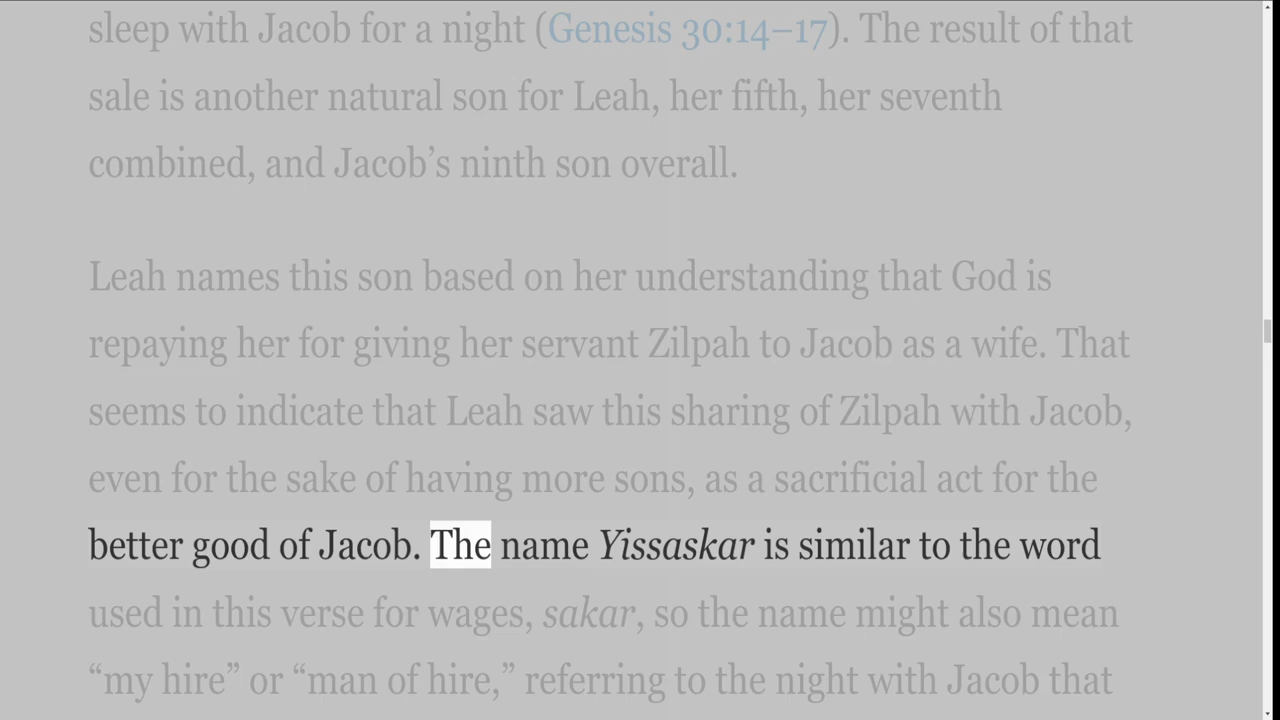 sleep with Jacob for a night (Genesis 30:14–17). The result of that
sale is another natural son for Leah, her fifth, her seventh
combined, and Jacob’s ninth son overall.
Leah names this son based on her understanding that God is
repaying her for giving her servant Zilpah to Jacob as a wife. That
seems to indicate that Leah saw this sharing of Zilpah with Jacob,
even for the sake of having more sons, as a sacrificial act for the
better good of Jacob. The name Yissaskar is similar to the word
used in this verse for wages, sakar, so the name might also mean
“my hire” or “man of hire,” referring to the night with Jacob that